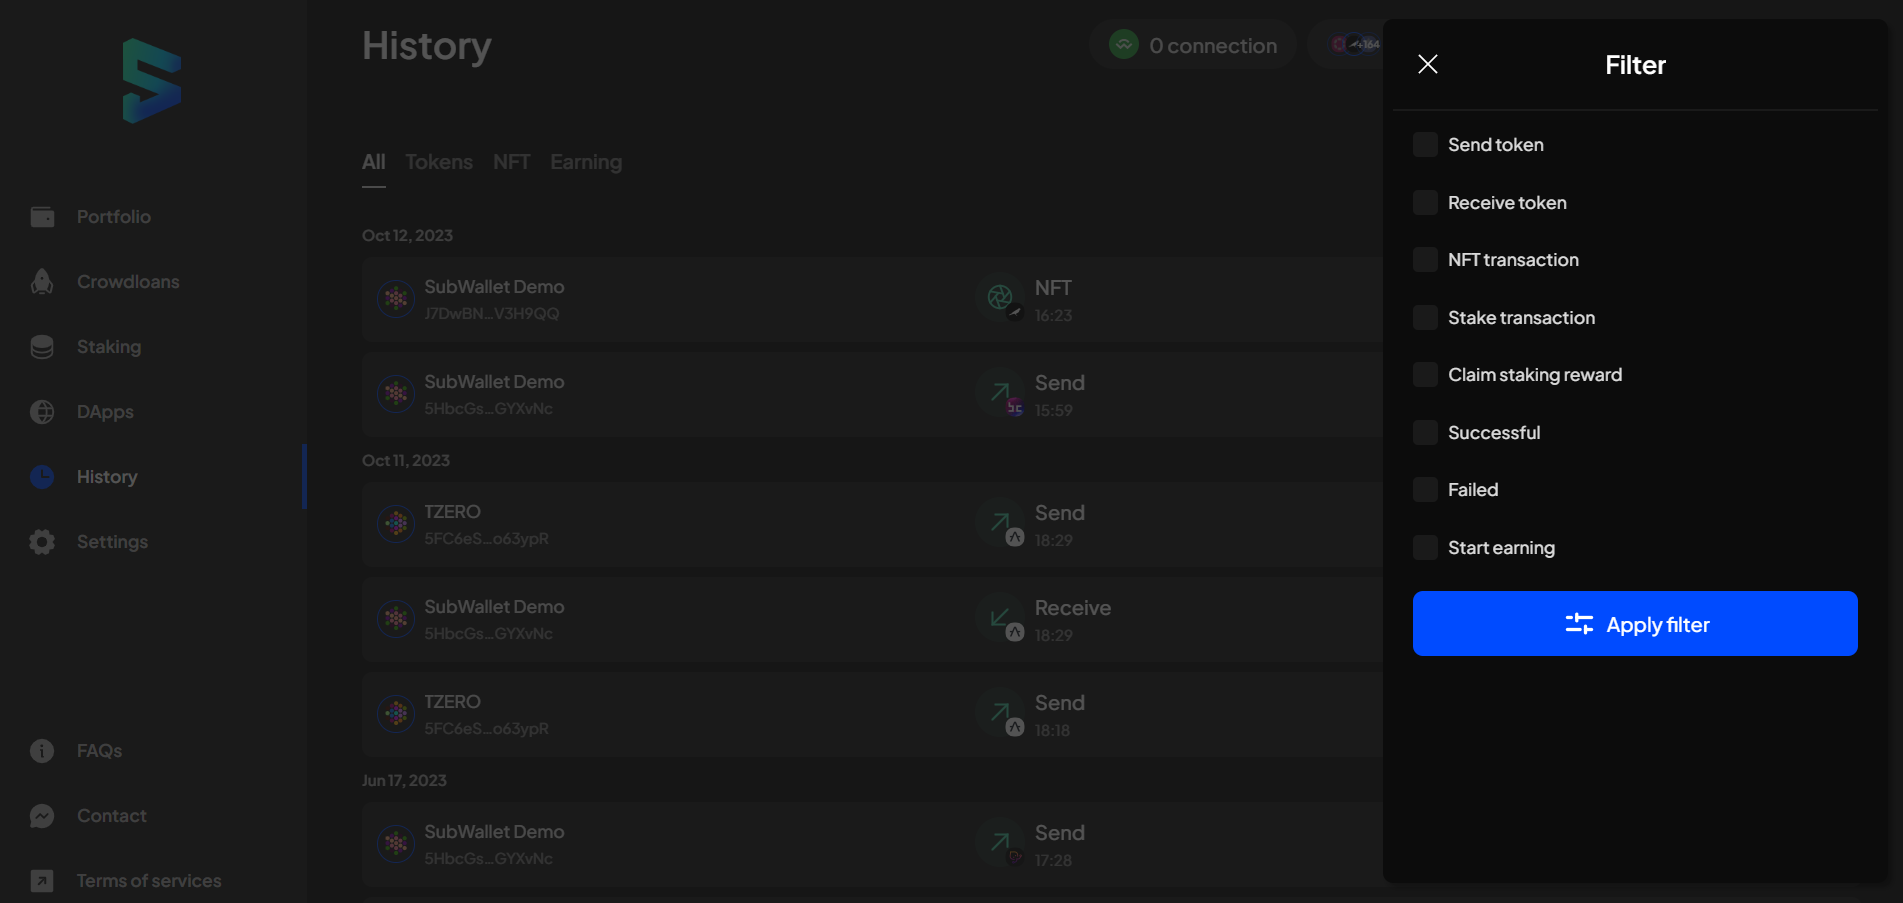 History
0 connection
+164
Portfolio
Crowdloans
Staking
DApps
History
Settings
FAQs
Contact
Terms of services
All Tokens NFT Earning
Oct 12, 2023
SubWallet Demo
J7DwBN...V3H9QQ
NFT
16:23
SubWallet Demo
5HbcGs...GYXvNc
Send
15:59
Oct 11, 2023
TZERO
5FC6eS...o63ypR
Send
18:29
SubWallet Demo
5HbcGs...GYXvNc
Receive
18:29
TZERO
5FC6eS...o63ypR
Send
18:18
Jun 17, 2023
SubWallet Demo
5HbcGs...GYXvNc
Send
17:28
Filter
Send token
Receive token
NFT transaction
Stake transaction
Claim staking reward
Successful
Failed
Start earning
Apply filter